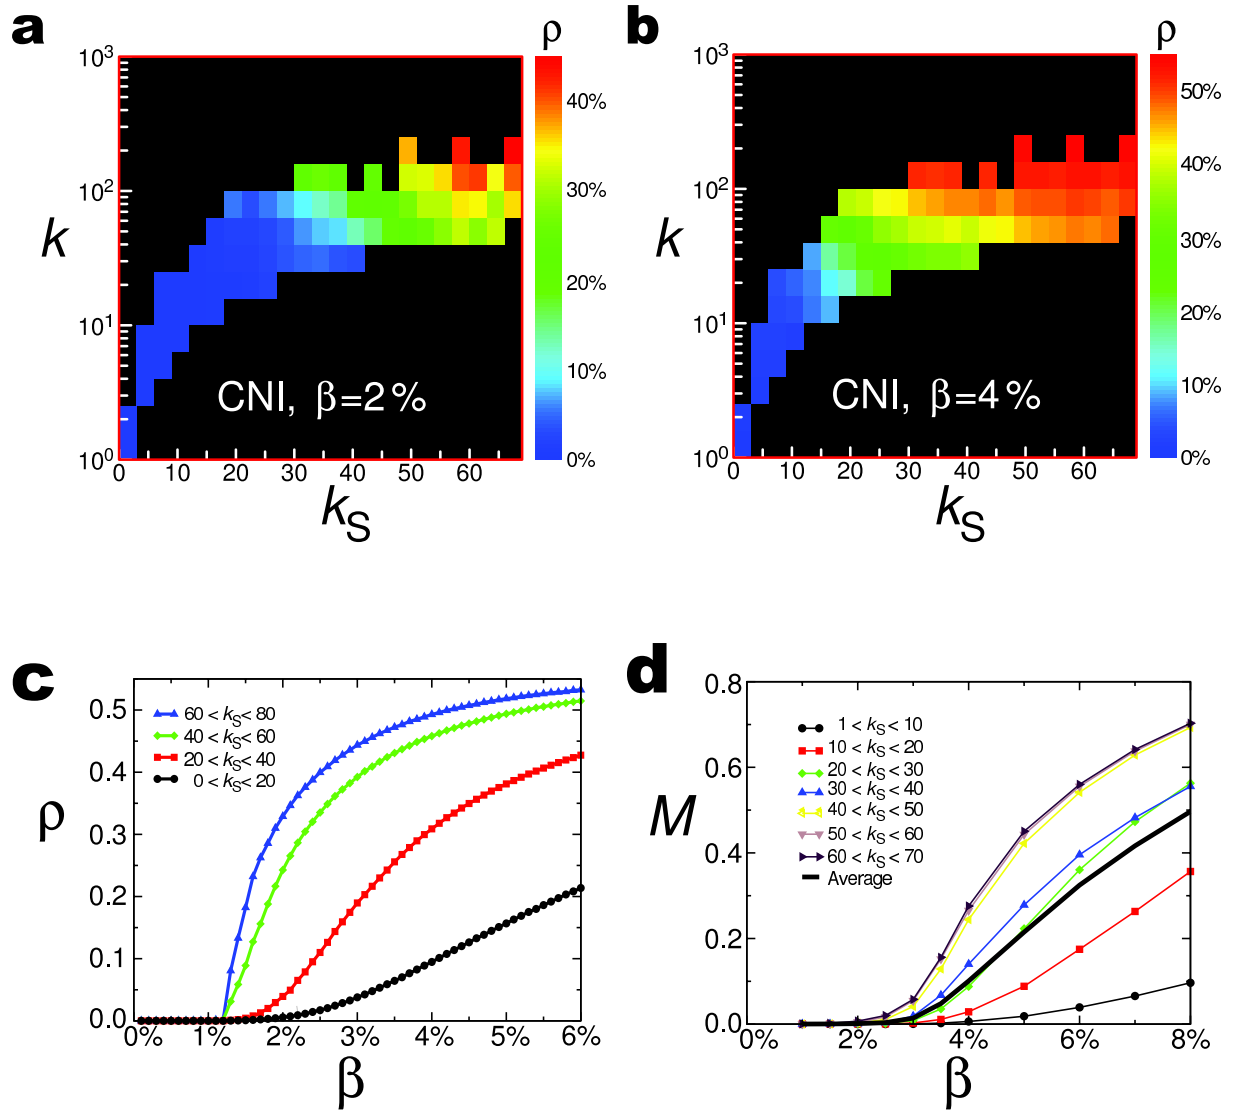 a
ρ
10³
10²
10¹
10⁰
k
40%
30%
20%
10%
0%
CNI, β=2%
0 10 20 30 40 50 60
kS
b
ρ
10³
10²
10¹
10⁰
k
50%
40%
30%
20%
10%
0%
CNI, β=4%
0 10 20 30 40 50 60
kS
c
0.5
0.4
0.3
0.2
0.1
0.0
ρ
60 < kS < 80
40 < kS < 60
20 < kS < 40
0 < kS < 20
0% 1% 2% 3% 4% 5% 6%
β
d
0.8
0.6
0.4
0.2
0.0
M
1 < kS < 10
10 < kS < 20
20 < kS < 30
30 < kS < 40
40 < kS < 50
50 < kS < 60
60 < kS < 70
Average
0% 2% 4% 6% 8%
β